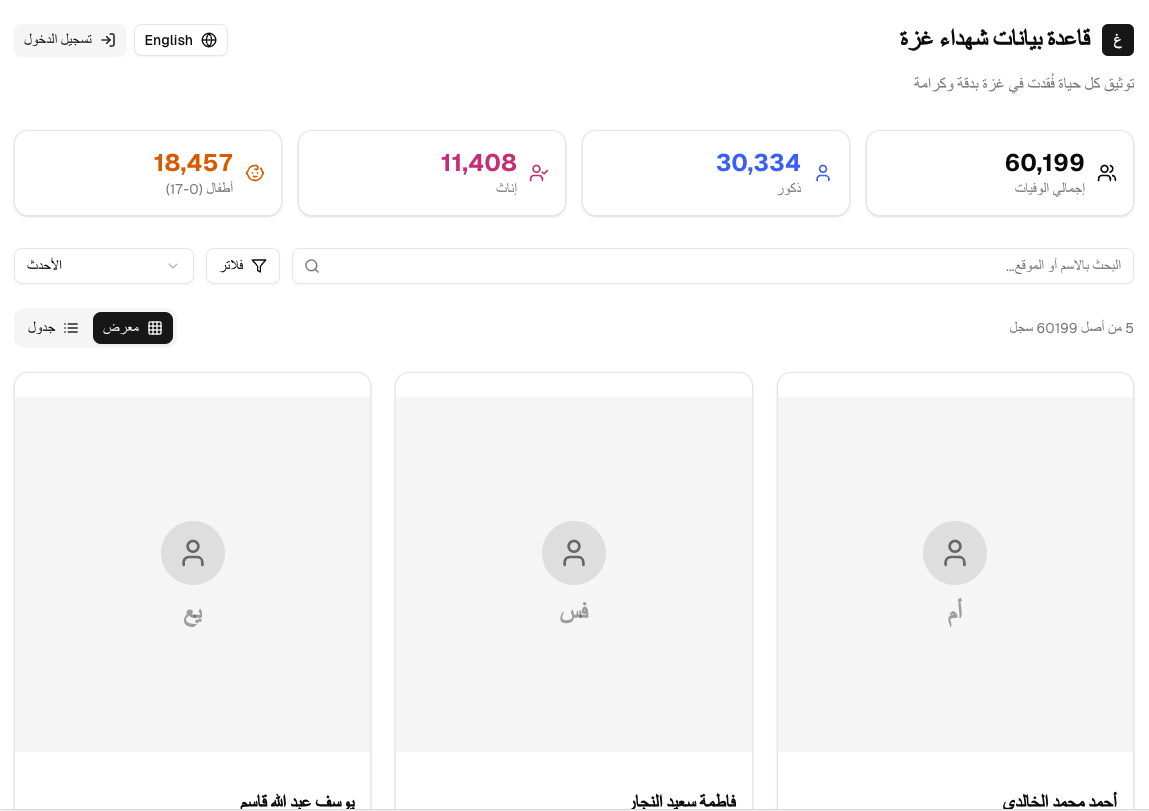 غ
قاعدة بيانات شهداء غزة
English
تسجيل الدخول
توثيق كل حياة فُقدت في غزة بدقة وكرامة
60,199
إجمالي الوفيات
30,334
ذكور
11,408
إناث
18,457
أطفال (0-17)
البحث بالاسم أو الموقع...
فلاتر
الأحدث
5 من أصل 60199 سجل
معرض
جدول
أم
فس
يع
أحمد محمد الخالدي
فاطمة سعيد النجار
يوسف عبد الله قاسم